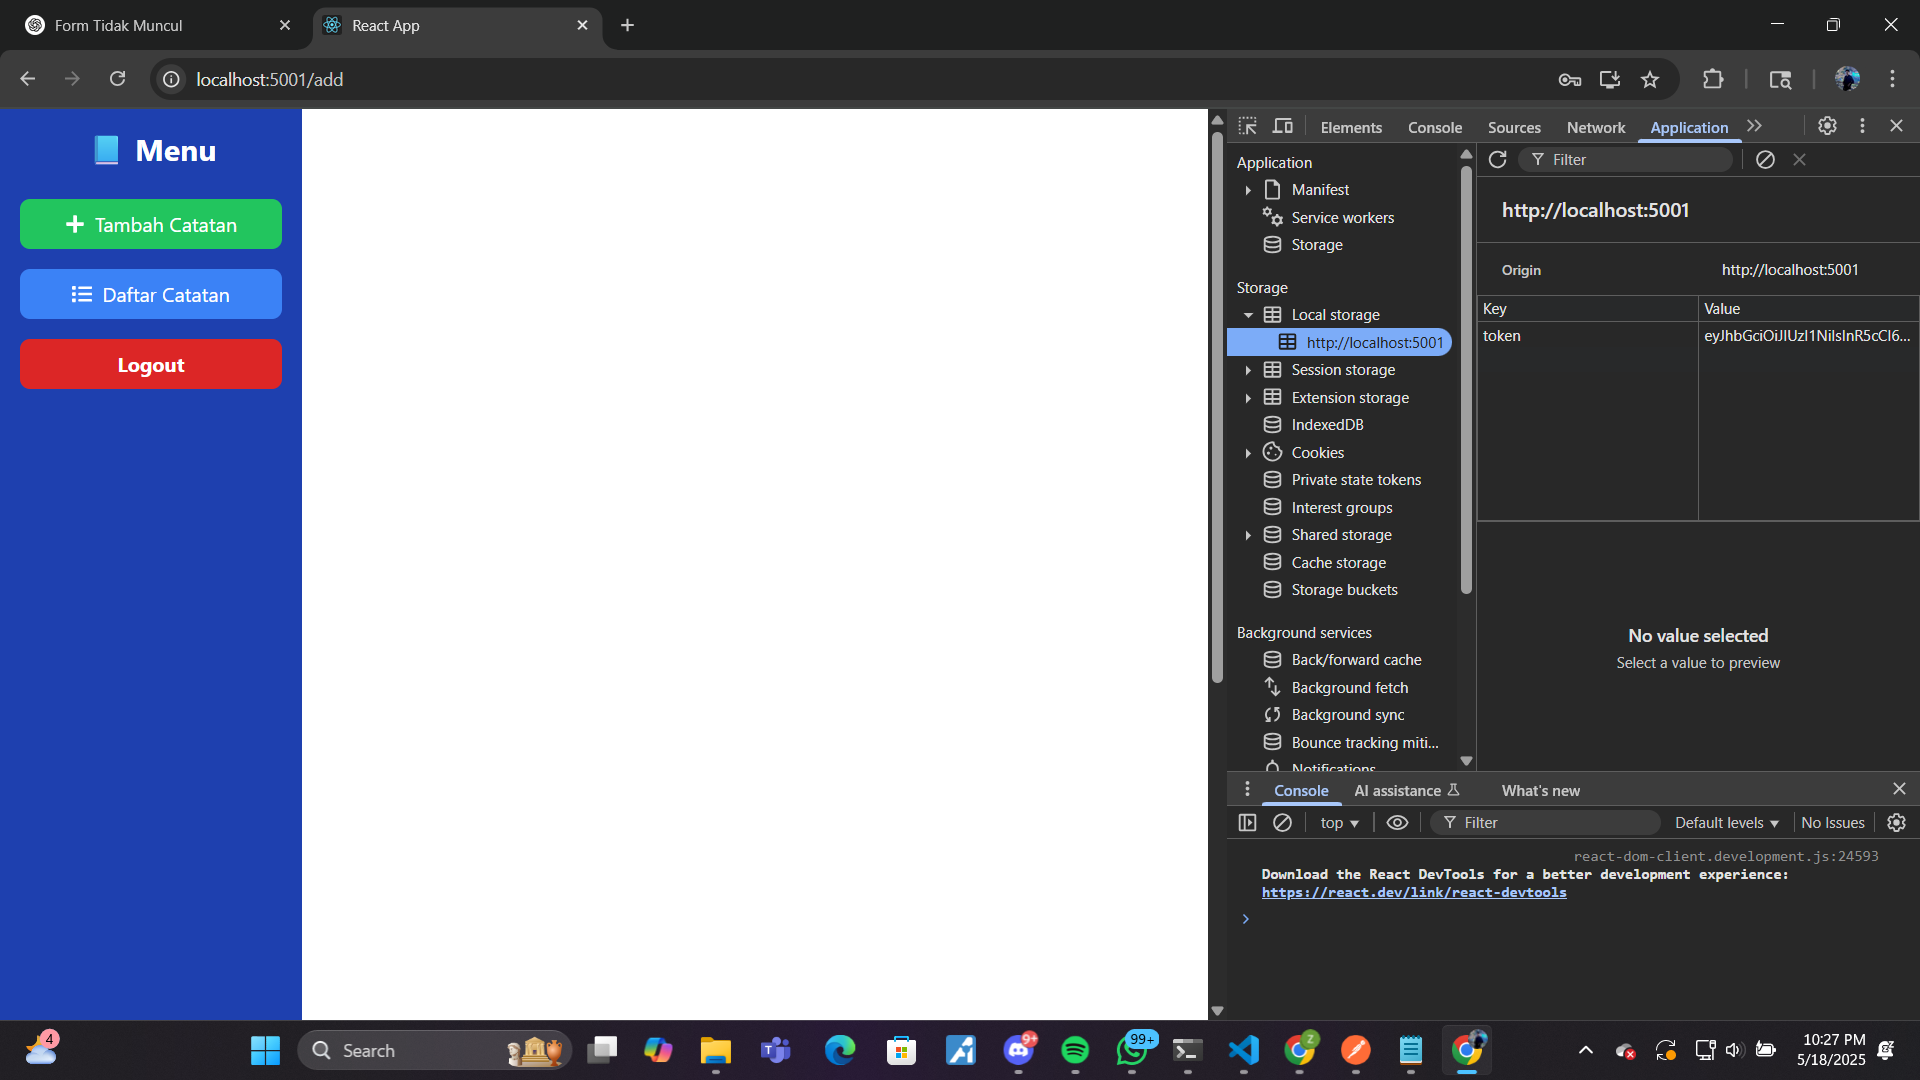 Form Tidak Muncul
React App
localhost:5001/add
Menu
Tambah Catatan
Daftar Catatan
Logout
Elements
Console
Sources
Network
Application
Application
Manifest
Service workers
Storage
Storage
Local storage
http://localhost:5001
Session storage
Extension storage
IndexedDB
Cookies
Private state tokens
Interest groups
Shared storage
Cache storage
Storage buckets
Background services
Back/forward cache
Background fetch
Background sync
Bounce tracking miti...
Notifications
Filter
http://localhost:5001
Origin http://localhost:5001
Key Value
token eyJhbGciOiJIUzI1NiIsInR5cCI6...
No value selected
Select a value to preview
Console AI assistance What's new
top Filter Default levels No Issues
react-dom-client.development.js:24593
Download the React DevTools for a better development experience:
https://react.dev/link/react-devtools
4
Search
9+
99+
Z
10:27 PM
5/18/2025